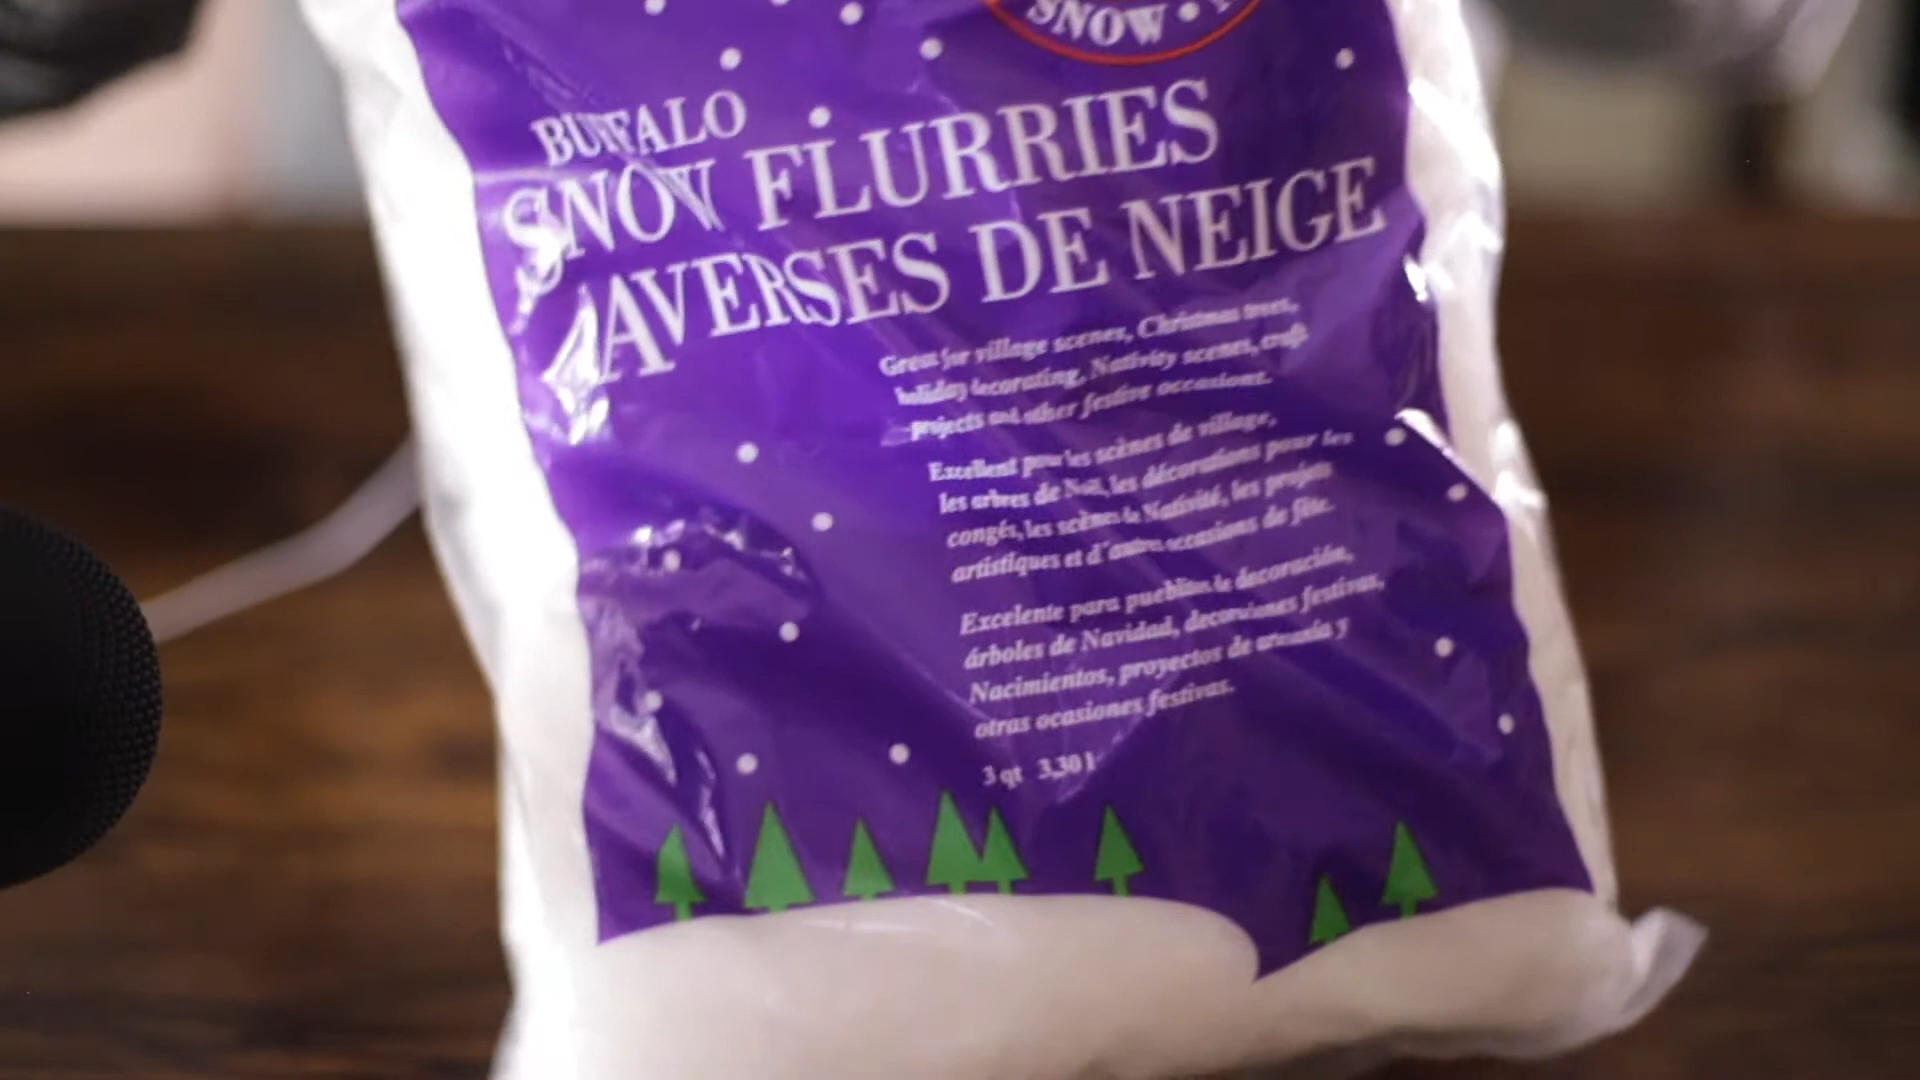 SNOW •
BUFFALO
SNOW FLURRIES
AVERSES DE NEIGE
Great for village scenes, Christmas trees,
holiday decorating, Nativity scenes, craft
projects and other festive occasions.
Excellent pour les scènes de village,
les arbres de Noël, les décorations pour les
congés, les scènes de Nativité, les projets
artistiques et d'autres occasions de fête.
Excelente para pueblitos de decoración,
árboles de Navidad, decoraciones festivas,
Nacimientos, proyectos de artesanía y
otras ocasiones festivas.
3 qt 3,30 l